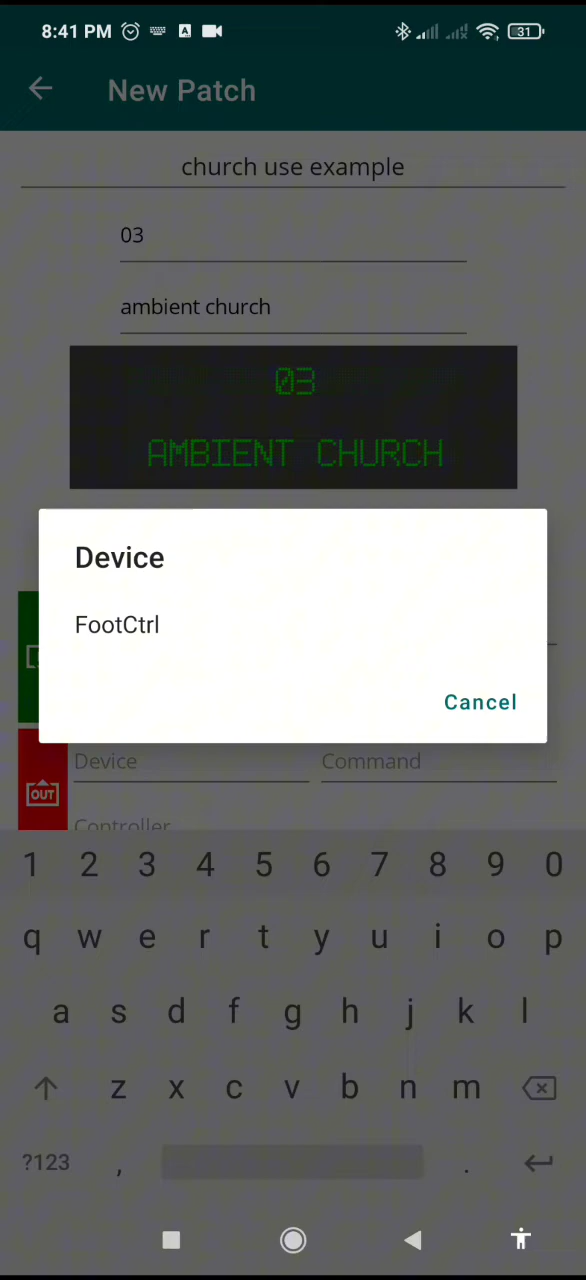 8:41 PM A 31
New Patch
church use example
03
ambient church
03
AMBIENT CHURCH
Device
FootCtrl
Cancel
Device Command
OUT
Controller
1 2 3 4 5 6 7 8 9 0
q w e r t y u i o p
a s d f g h j k l
z x c v b n m
?123 , .